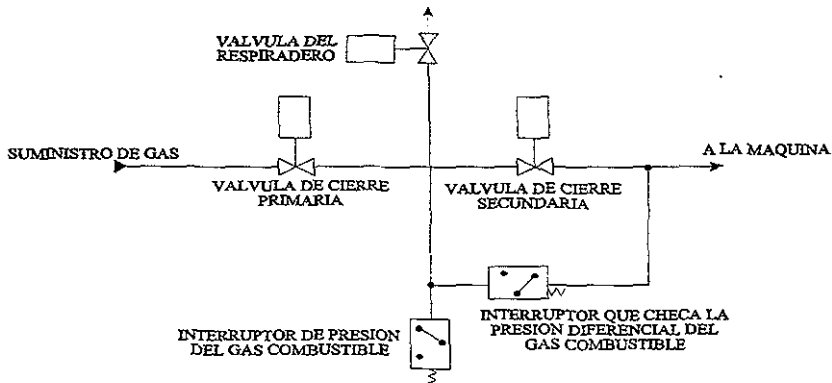 VALVULA DEL
RESPIRADERO
SUMINISTRO DE GAS
A LA MAQUINA
VALVULA DE CIERRE
PRIMARIA
VALVULA DE CIERRE
SECUNDARIA
INTERRUPTOR DE PRESION
DEL GAS COMBUSTIBLE
INTERRUPTOR QUE CHECA LA
PRESION DIFERENCIAL DEL
GAS COMBUSTIBLE